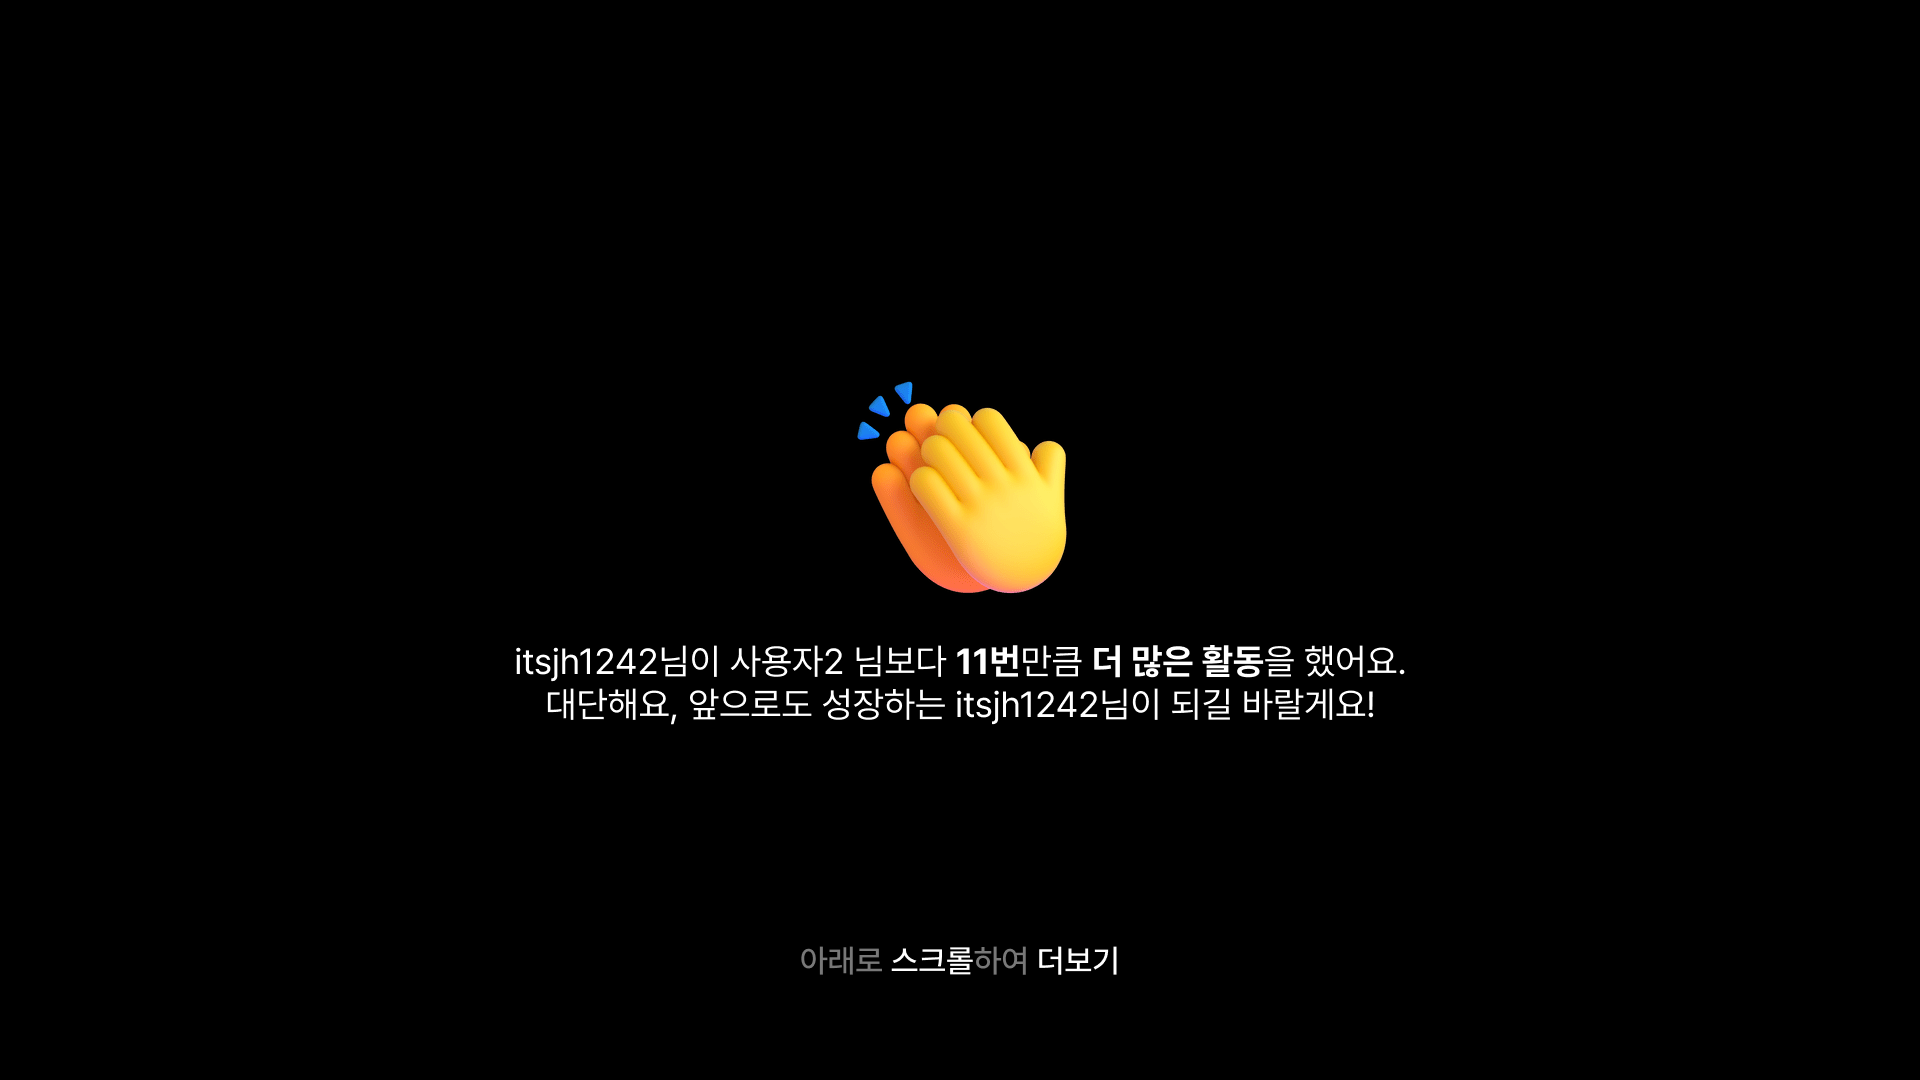 itsjh1242님이 사용자2 님보다 11번만큼 더 많은 활동을 했어요.
대단해요, 앞으로도 성장하는 itsjh1242님이 되길 바랄게요!
아래로 스크롤하여 더보기